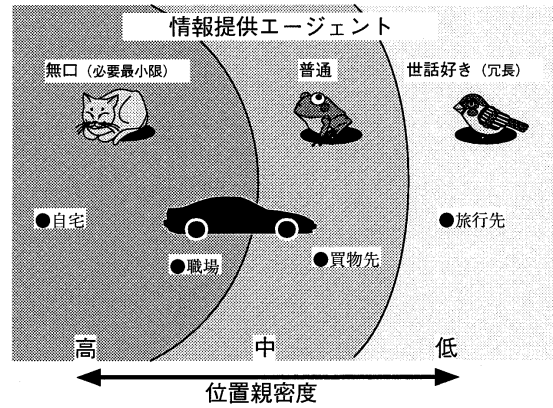 情報提供エージェント
無口（必要最小限）
普通
世話好き（冗長）
●自宅
●職場
●買物先
●旅行先
高
中
低
位置親密度